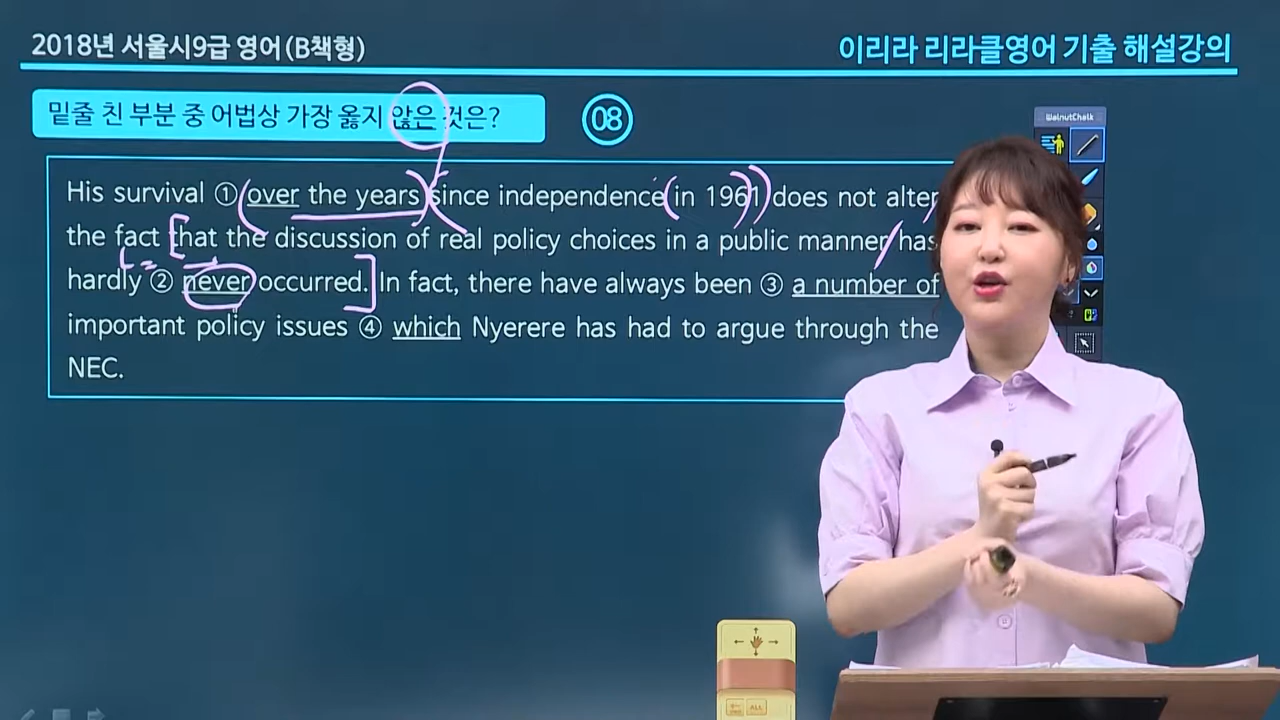 2018년 서울시9급 영어(B책형)
이리라 리라클영어 기출 해설강의
밑줄 친 부분 중 어법상 가장 옳지 않은 것은?
08
WalnutChalk
His survival ① over the years since independence in 1961 does not alter
the fact that the discussion of real policy choices in a public manner has
hardly ② never occurred. In fact, there have always been ③ a number of
important policy issues ④ which Nyerere has had to argue through the
NEC.
ALL